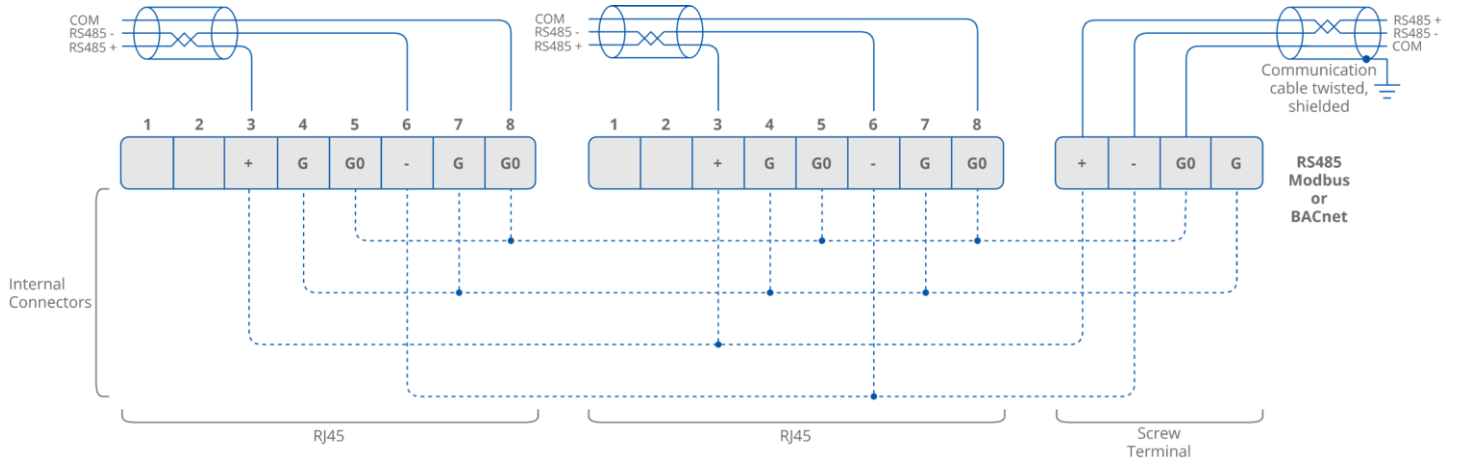 COM
RS485 -
RS485 +
COM
RS485 -
RS485 +
RS485 +
RS485 -
COM
Communication
cable twisted,
shielded
1 2 3 4 5 6 7 8
1 2 3 4 5 6 7 8
+ G G0 - G G0
+ G G0 - G G0
+ - G0 G
RS485
Modbus
or
BACnet
Internal
Connectors
RJ45
RJ45
Screw
Terminal